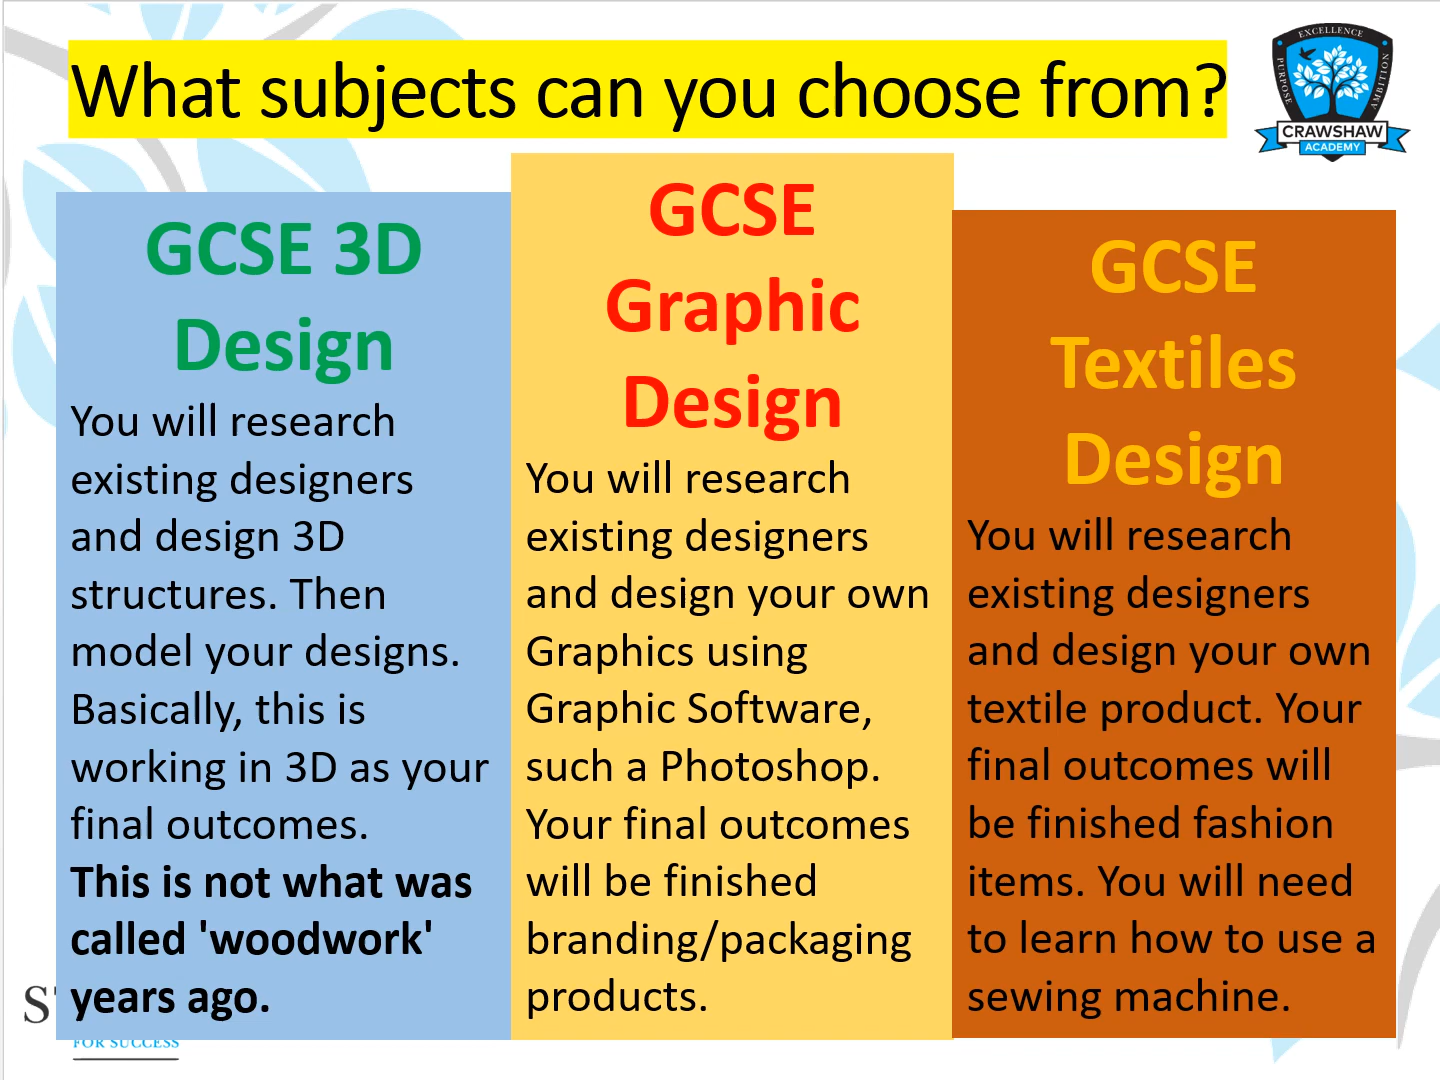 What subjects can you choose from?
EXCELLENCE
PURPOSE
AMBITION
CRAWSHAW
ACADEMY
GCSE 3D
Design
You will research
existing designers
and design 3D
structures. Then
model your designs.
Basically, this is
working in 3D as your
final outcomes.
This is not what was
called 'woodwork'
years ago.
GCSE
Graphic
Design
You will research
existing designers
and design your own
Graphics using
Graphic Software,
such a Photoshop.
Your final outcomes
will be finished
branding/packaging
products.
GCSE
Textiles
Design
You will research
existing designers
and design your own
textile product. Your
final outcomes will
be finished fashion
items. You will need
to learn how to use a
sewing machine.
FOR SUCCESS